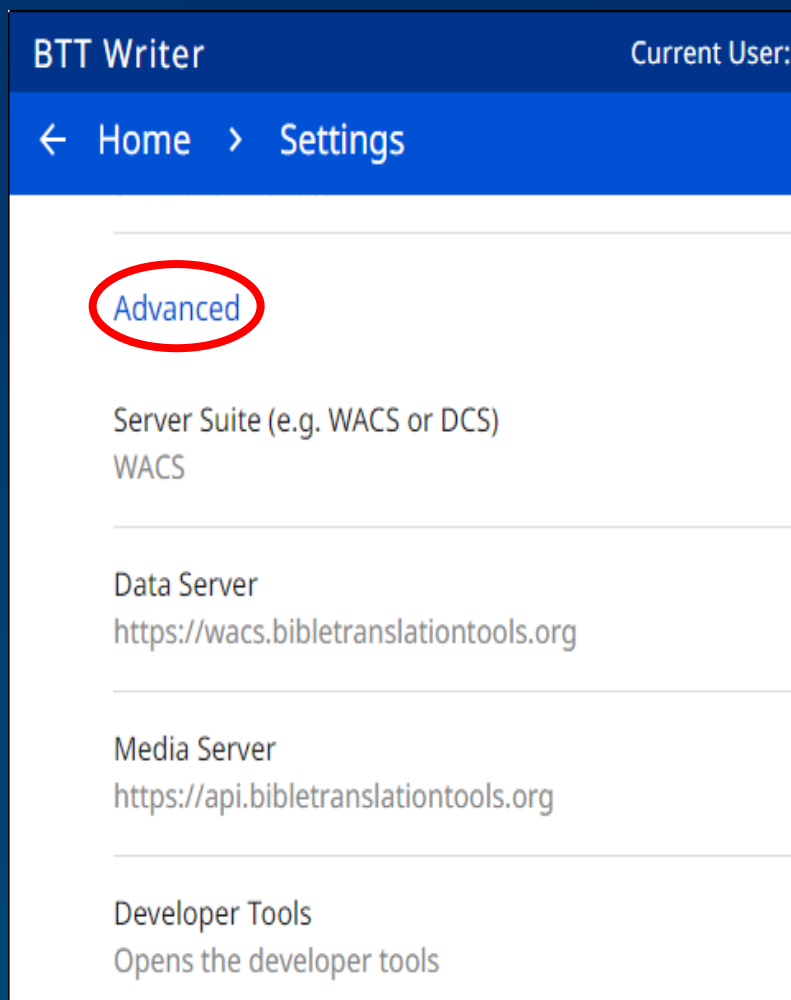 BTT Writer Current User:
← Home › Settings
Advanced
Server Suite (e.g. WACS or DCS)
WACS
Data Server
https://wacs.bibletranslationtools.org
Media Server
https://api.bibletranslationtools.org
Developer Tools
Opens the developer tools